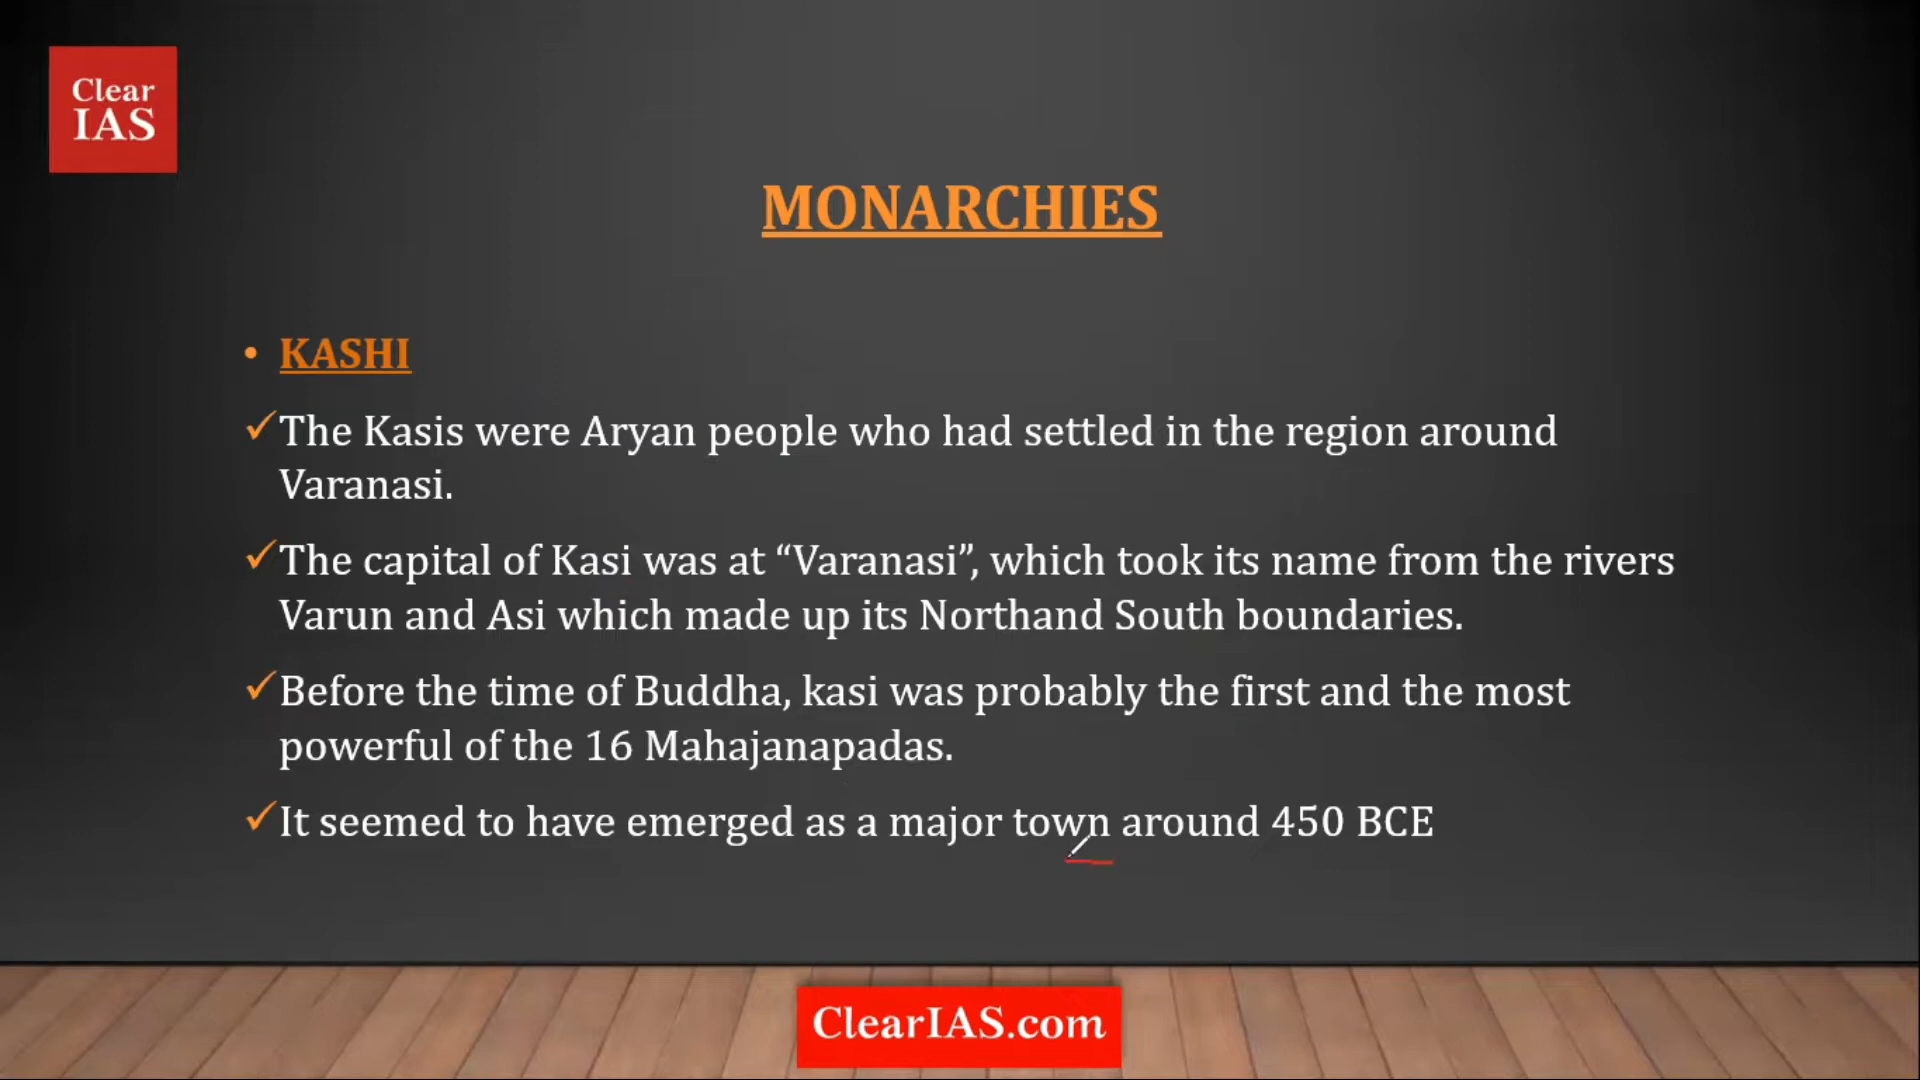 Clear
IAS
MONARCHIES
• KASHI
✓The Kasis were Aryan people who had settled in the region around
Varanasi.
✓The capital of Kasi was at “Varanasi”, which took its name from the rivers
Varun and Asi which made up its Northand South boundaries.
✓Before the time of Buddha, kasi was probably the first and the most
powerful of the 16 Mahajanapadas.
✓It seemed to have emerged as a major town around 450 BCE
ClearIAS.com